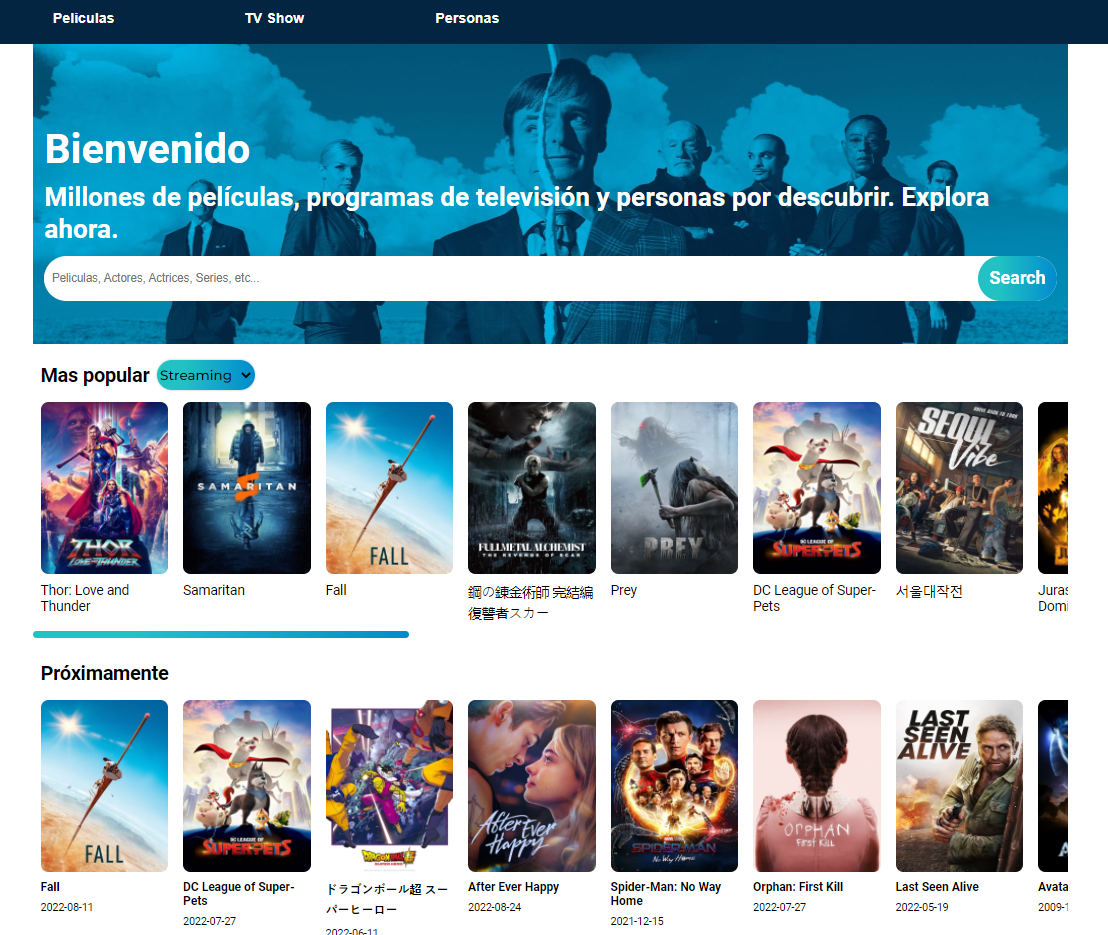 Peliculas
TV Show
Personas
Bienvenido
Millones de películas, programas de televisión y personas por descubrir. Explora
ahora.
Peliculas, Actores, Actrices, Series, etc...
Search
Mas popular
Streaming
THOR
LOVE AND THUNDER
SAMARITAN
FALL
FULLMETAL ALCHEMIST
THE REVENGE OF SCAR
PREY
DC LEAGUE OF
SUPER-PETS
SEOUL
Vibe
Thor: Love and
Thunder
Samaritan
Fall
鋼の錬金術師 完結編
復讐者スカー
Prey
DC League of Super-
Pets
서울대작전
Juras
Domi
Próximamente
FALL
DC LEAGUE OF
SUPER-PETS
DRAGONBALL
SUPER HERO
After Ever
Happy
SPIDER-MAN
No Way Home
ORPHAN
FIRST KILL
LAST
SEEN
ALIVE
A
Fall
2022-08-11
DC League of Super-
Pets
2022-07-27
ドラゴンボール超 スー
パーヒーロー
2022-06-11
After Ever Happy
2022-08-24
Spider-Man: No Way
Home
2021-12-15
Orphan: First Kill
2022-07-27
Last Seen Alive
2022-05-19
Avata
2009-1